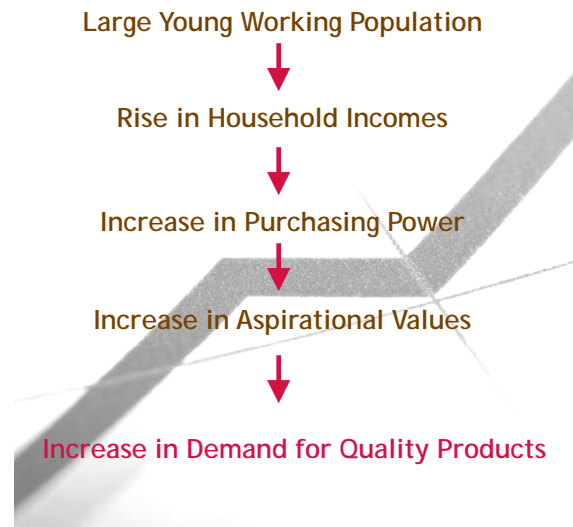 Large Young Working Population
Rise in Household Incomes
Increase in Purchasing Power
Increase in Aspirational Values
Increase in Demand for Quality Products